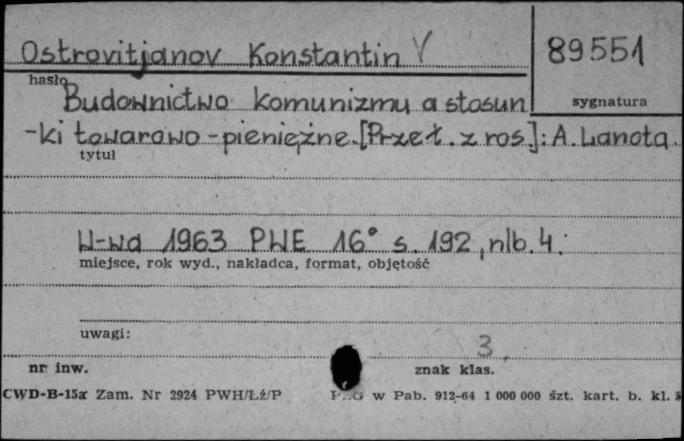 Ostrovitjanov Konstantin V
89551
hasło
Budownictwo komunizmu a stosun
sygnatura
-ki towarowo-pieniężne. [Przeł. z ros.]: A. Lanota.
tytuł
W-wa 1963 PWE 16° s. 192, nlb. 4.
miejsce, rok wyd., nakładca, format, objętość
uwagi:
3
nr inw.
znak klas.
CWD-B-15a Zam. Nr 2924 PWH/Łź/P
w Pab. 912-64 1 000 000 szt. kart. b. kl. 5